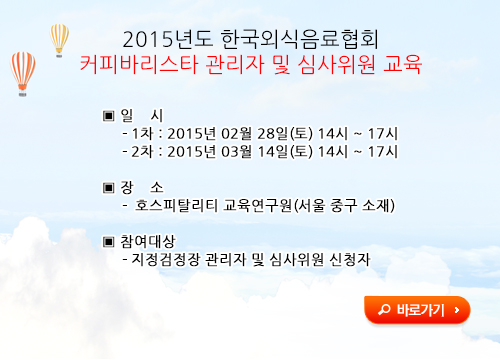 2015년도 한국외식음료협회
커피바리스타 관리자 및 심사위원 교육
▣ 일 시
- 1차 : 2015년 02월 28일(토) 14시 ~ 17시
- 2차 : 2015년 03월 14일(토) 14시 ~ 17시
▣ 장 소
- 호스피탈리티 교육연구원(서울 중구 소재)
▣ 참여대상
- 지정검정장 관리자 및 심사위원 신청자
바로가기